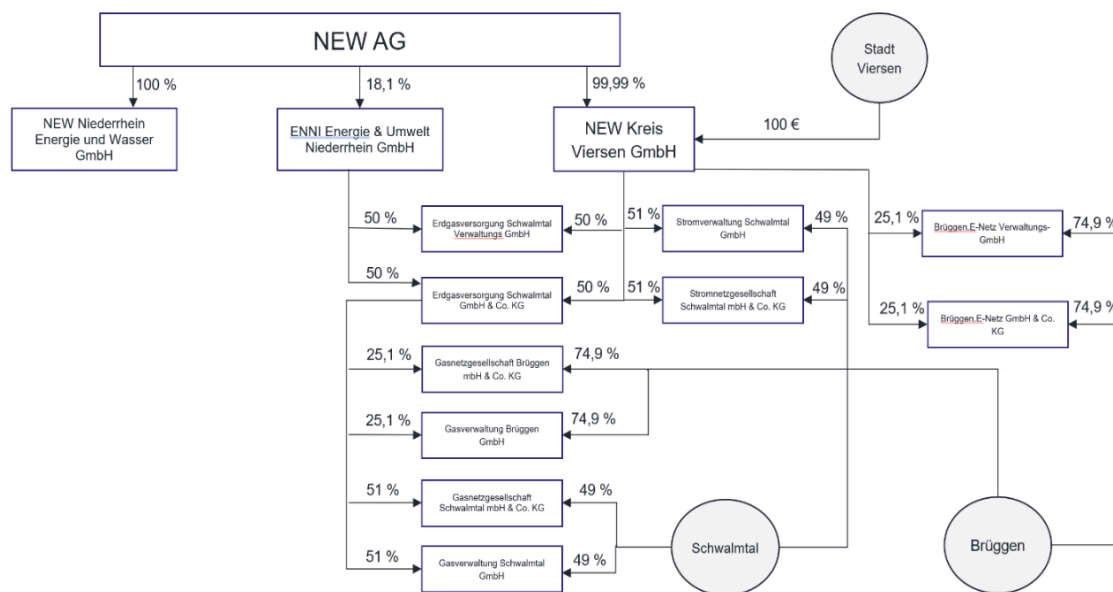 NEW AG
Stadt
Viersen
100 %
18,1 %
99,99 %
NEW Niederrhein
Energie und Wasser
GmbH
ENNI Energie & Umwelt
Niederrhein GmbH
NEW Kreis
Viersen GmbH
100 €
50 %
Erdgasversorgung Schwalmtal
Verwaltungs GmbH
50 %
51 %
Stromverwaltung Schwalmtal
GmbH
49 %
25,1 %
Brüggen.E-Netz Verwaltungs-
GmbH
74,9 %
50 %
Erdgasversorgung Schwalmtal
GmbH & Co. KG
50 %
51 %
Stromnetzgesellschaft
Schwalmtal mbH & Co. KG
49 %
25,1 %
Brüggen.E-Netz GmbH & Co.
KG
74,9 %
25,1 %
Gasnetzgesellschaft Brüggen
mbH & Co. KG
74,9 %
25,1 %
Gasverwaltung Brüggen
GmbH
74,9 %
51 %
Gasnetzgesellschaft
Schwalmtal mbH & Co. KG
49 %
51 %
Gasverwaltung Schwalmtal
GmbH
49 %
Schwalmtal
Brüggen